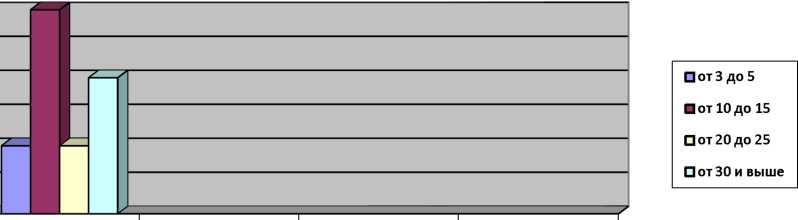 от 3 до 5
от 10 до 15
от 20 до 25
от 30 и выше